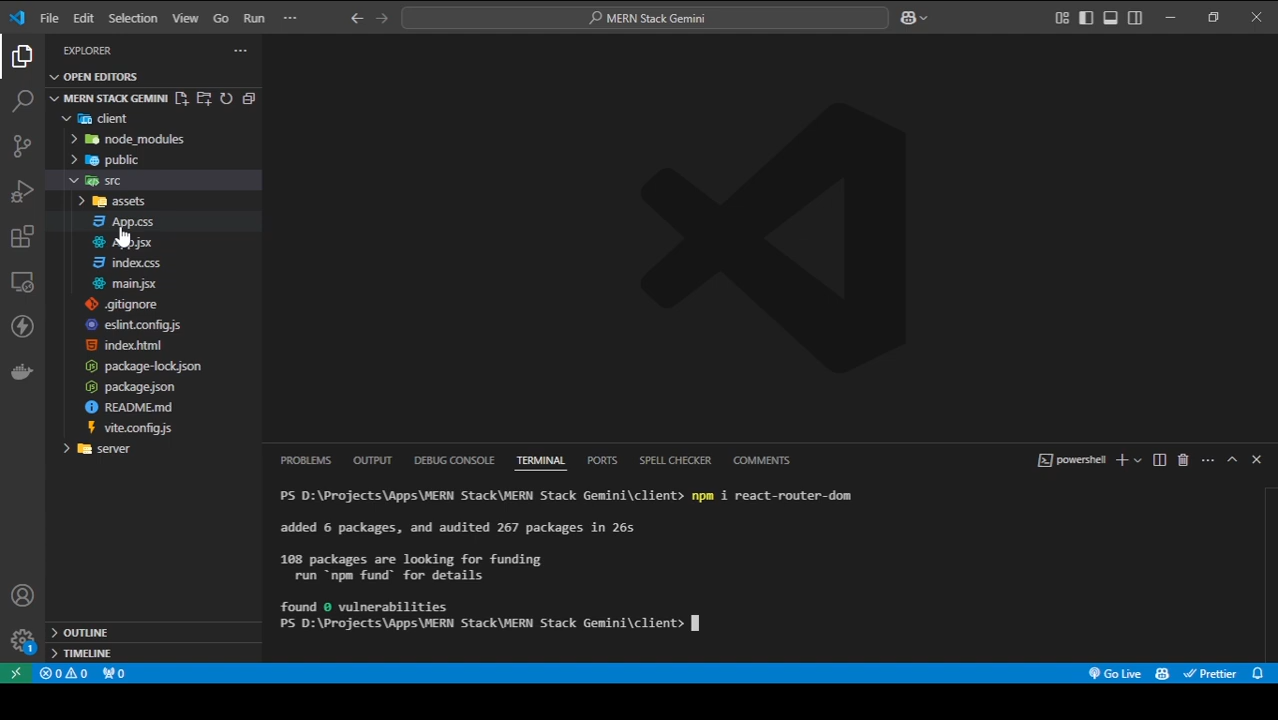 File Edit Selection View Go Run ··· MERN Stack Gemini
EXPLORER ···
OPEN EDITORS
MERN STACK GEMINI
client
node_modules
public
src
assets
App.css
App.jsx
index.css
main.jsx
.gitignore
eslint.config.js
index.html
package-lock.json
package.json
README.md
vite.config.js
server
PROBLEMS OUTPUT DEBUG CONSOLE TERMINAL PORTS SPELL CHECKER COMMENTS powershell
PS D:\Projects\Apps\MERN Stack\MERN Stack Gemini\client> npm i react-router-dom
added 6 packages, and audited 267 packages in 26s
108 packages are looking for funding
run `npm fund` for details
found 0 vulnerabilities
PS D:\Projects\Apps\MERN Stack\MERN Stack Gemini\client>
OUTLINE
TIMELINE
1
0 0 0 Go Live Prettier